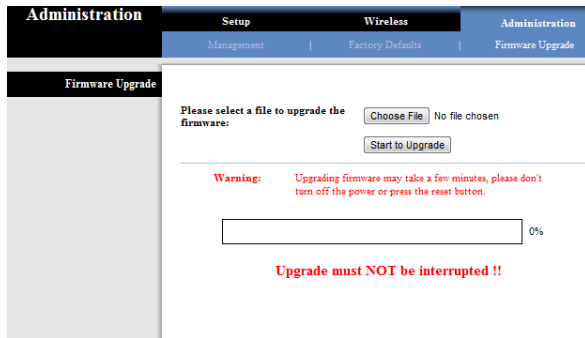 Administration
Setup Wireless Administration
Management | Factory Defaults | Firmware Upgrade
Firmware Upgrade
Please select a file to upgrade the
firmware:
Choose File No file chosen
Start to Upgrade
Warning: Upgrading firmware may take a few minutes, please don't
turn off the power or press the reset button.
0%
Upgrade must NOT be interrupted !!